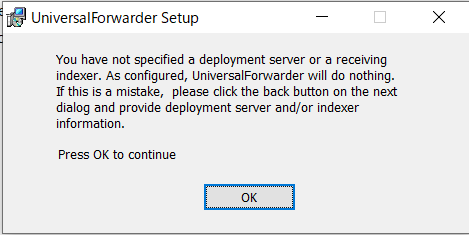 UniversalForwarder Setup
You have not specified a deployment server or a receiving
indexer. As configured, UniversalForwarder will do nothing.
If this is a mistake,  please click the back button on the next
dialog and provide deployment server and/or indexer
information.
Press OK to continue
OK